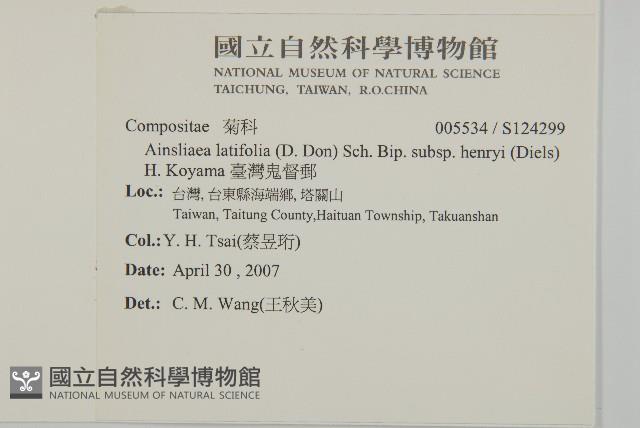 國立自然科學博物館
NATIONAL MUSEUM OF NATURAL SCIENCE
TAICHUNG, TAIWAN, R.O.CHINA
Compositae 菊科 005534 / S124299
Ainsliaea latifolia (D. Don) Sch. Bip. subsp. henryi (Diels)
H. Koyama 臺灣鬼督郵
Loc.: 台灣, 台東縣海端鄉, 塔關山
Taiwan, Taitung County,Haituan Township, Takuanshan
Col.: Y. H. Tsai(蔡昱珩)
Date: April 30 , 2007
Det.: C. M. Wang(王秋美)
國立自然科學博物館
NATIONAL MUSEUM OF NATURAL SCIENCE